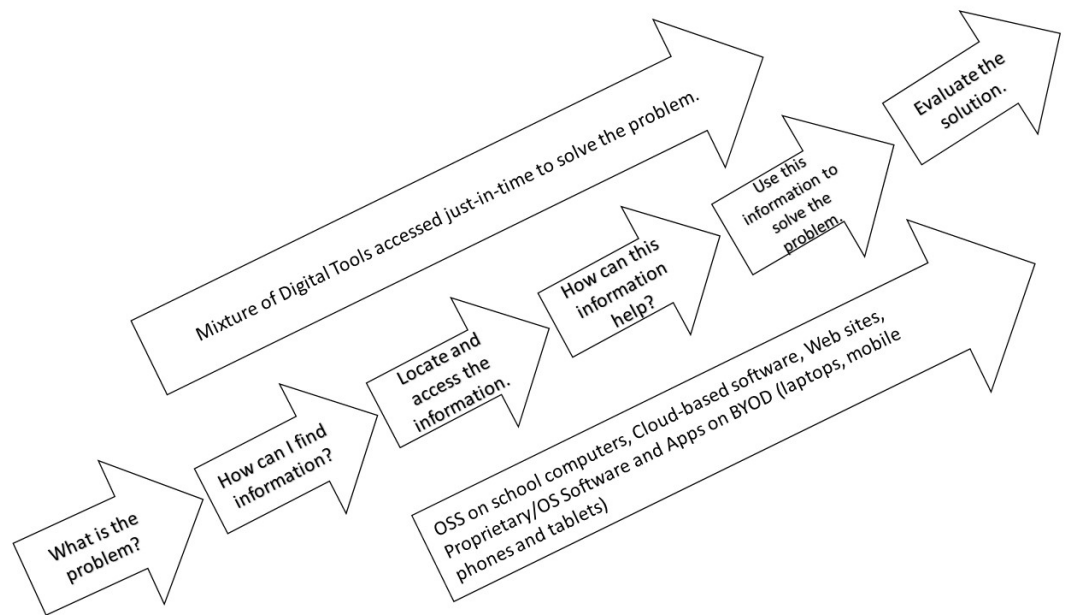 Mixture of Digital Tools accessed just-in-time to solve the problem.
What is the
problem?
How can I find
information?
Locate and
access the
information.
How can this
information
help?
Use this
information to
solve the
problem.
Evaluate the
solution.
OSS on school computers, Cloud-based software, Web sites,
Proprietary/OS Software and Apps on BYOD (laptops, mobile
phones and tablets)